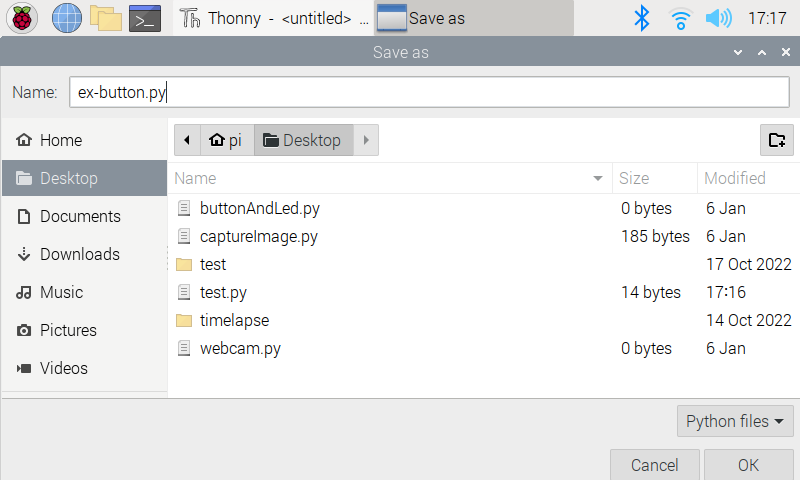 Thonny - <untitled> ... Save as 17:17
Save as
Name: ex-button.py
Home pi Desktop
Desktop Name Size Modified
buttonAndLed.py 0 bytes 6 Jan
Documents
captureImage.py 185 bytes 6 Jan
Downloads test 17 Oct 2022
Music test.py 14 bytes 17:16
timelapse 14 Oct 2022
Pictures
webcam.py 0 bytes 6 Jan
Videos
Python files
Cancel OK